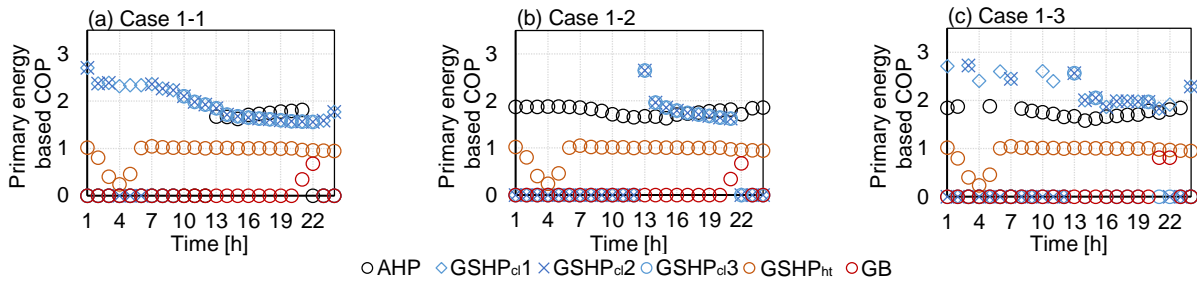 (a) Case 1-1
(b) Case 1-2
(c) Case 1-3
Primary energy
based COP
3
2
1
0
1 4 7 10 13 16 19 22
Time [h]
Primary energy
based COP
3
2
1
0
1 4 7 10 13 16 19 22
Time [h]
Primary energy
based COP
3
2
1
0
1 4 7 10 13 16 19 22
Time [h]
AHP GSHPcl1 GSHPcl2 GSHPcl3 GSHPht GB